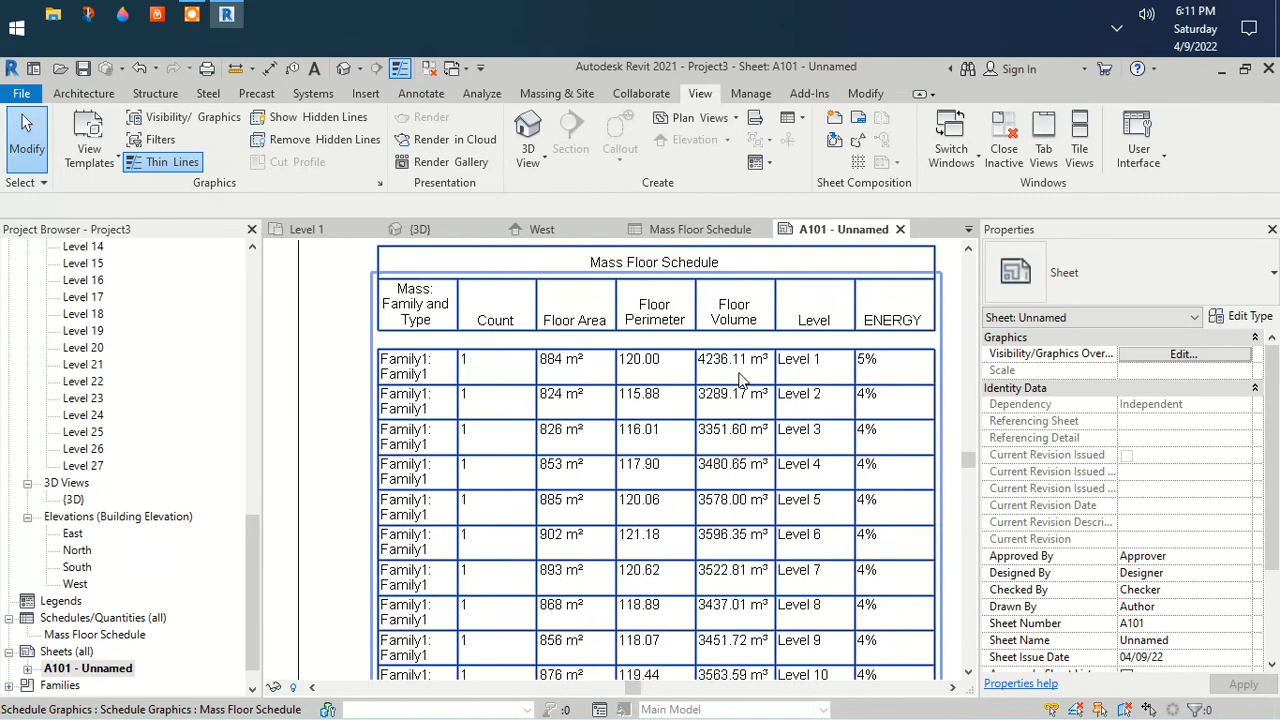 6:11 PM
Saturday
4/9/2022
Autodesk Revit 2021 - Project3 - Sheet: A101 - Unnamed
Sign In
File Architecture Structure Steel Precast Systems Insert Annotate Analyze Massing & Site Collaborate View Manage Add-Ins Modify
Modify
View Templates
Visibility/ Graphics
Filters
Thin Lines
Show Hidden Lines
Remove Hidden Lines
Cut Profile
Render
Render in Cloud
Render Gallery
3D View
Section
Callout
Plan Views
Elevation
Switch Windows
Close Inactive
Tab Views
Tile Views
User Interface
Select
Graphics
Presentation
Create
Sheet Composition
Windows
Project Browser - Project3
Level 14
Level 15
Level 16
Level 17
Level 18
Level 19
Level 20
Level 21
Level 22
Level 23
Level 24
Level 25
Level 26
Level 27
3D Views
{3D}
Elevations (Building Elevation)
East
North
South
West
Legends
Schedules/Quantities (all)
Mass Floor Schedule
Sheets (all)
A101 - Unnamed
Families
Level 1
{3D}
West
Mass Floor Schedule
A101 - Unnamed
Mass Floor Schedule
Mass: Family and Type Count Floor Area Floor Perimeter Floor Volume Level ENERGY
Family1: Family1 1 884 m² 120.00 4236.11 m³ Level 1 5%
Family1: Family1 1 824 m² 115.88 3289.17 m³ Level 2 4%
Family1: Family1 1 826 m² 116.01 3351.60 m³ Level 3 4%
Family1: Family1 1 853 m² 117.90 3480.65 m³ Level 4 4%
Family1: Family1 1 885 m² 120.06 3578.00 m³ Level 5 4%
Family1: Family1 1 902 m² 121.18 3596.35 m³ Level 6 4%
Family1: Family1 1 893 m² 120.62 3522.81 m³ Level 7 4%
Family1: Family1 1 868 m² 118.89 3437.01 m³ Level 8 4%
Family1: Family1 1 856 m² 118.07 3451.72 m³ Level 9 4%
Family1: 1 876 m² 119.44 3563.59 m³ Level 10 4%
Properties
Sheet
Sheet: Unnamed
Edit Type
Graphics
Visibility/Graphics Over... Edit...
Scale
Identity Data
Dependency Independent
Referencing Sheet
Referencing Detail
Current Revision Issued
Current Revision Issued ...
Current Revision Issued ...
Current Revision Date
Current Revision Descri...
Current Revision
Approved By Approver
Designed By Designer
Checked By Checker
Drawn By Author
Sheet Number A101
Sheet Name Unnamed
Sheet Issue Date 04/09/22
Properties help
Apply
Schedule Graphics : Schedule Graphics : Mass Floor Schedule
:0
Main Model
:0